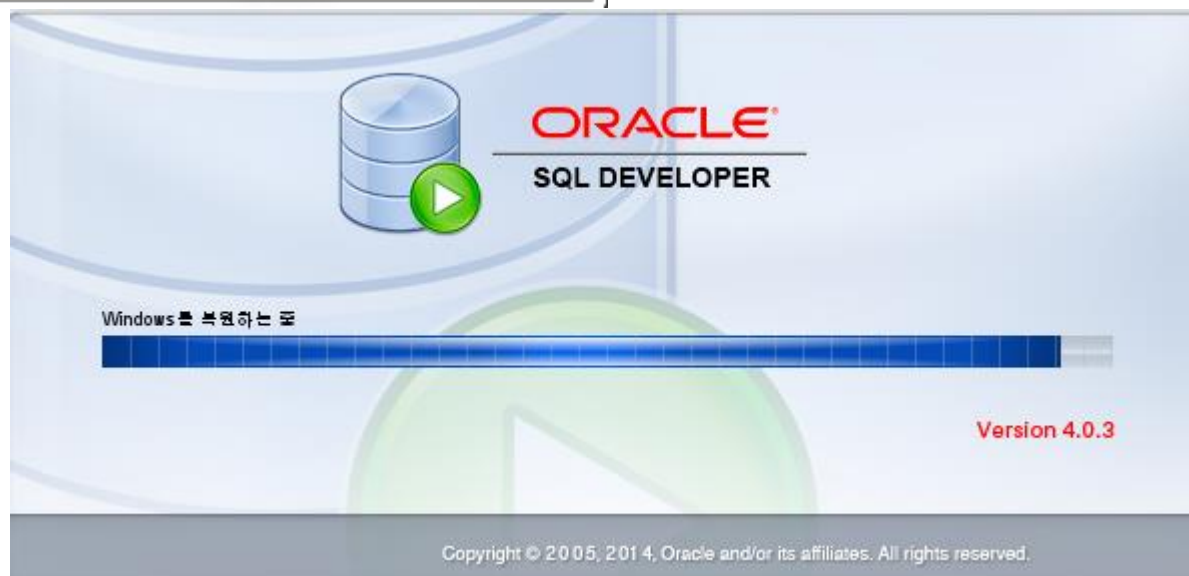 ORACLE
SQL DEVELOPER
Windows를 복원하는 중
Version 4.0.3
Copyright © 2005, 2014, Oracle and/or its affiliates. All rights reserved.